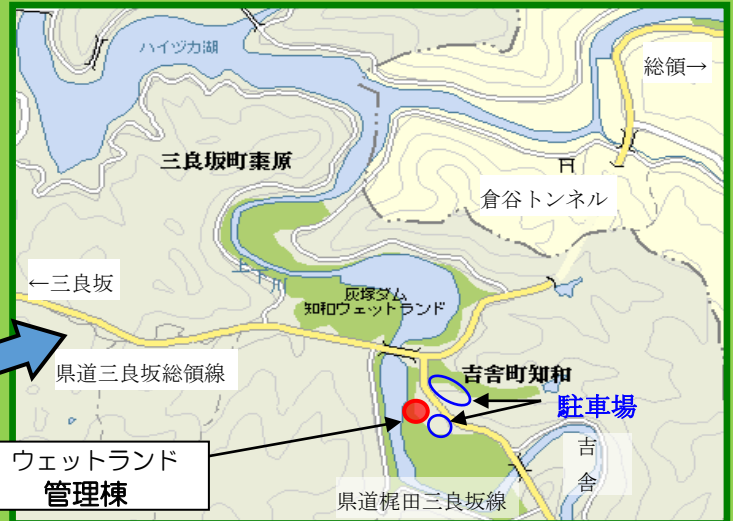 ハイヅカ湖
総領→
三良坂町棗原
倉谷トンネル
上下川
←三良坂
灰塚ダム
知和ウェットランド
県道三良坂総領線
吉舎町知和
駐車場
ウェットランド
管理棟
吉
舎
県道梶田三良坂線